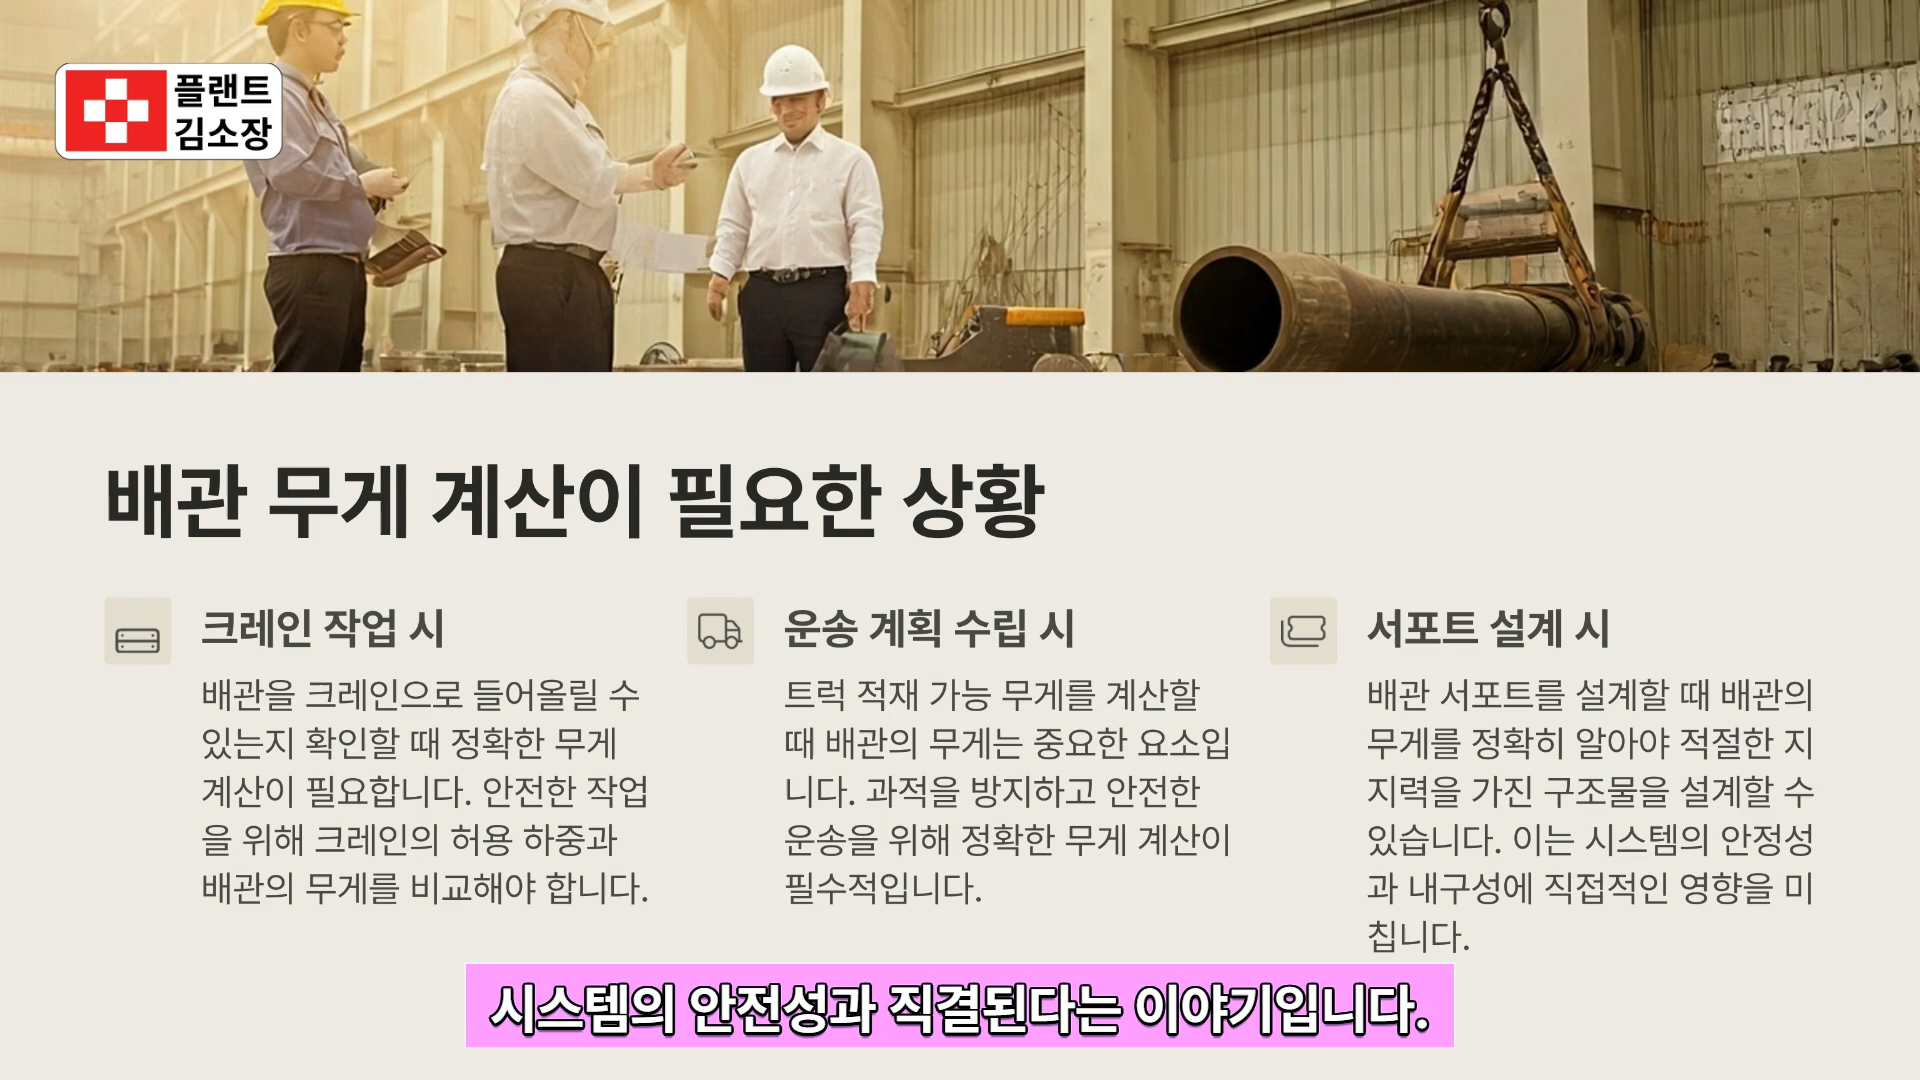 플랜트
김소장
배관 무게 계산이 필요한 상황
크레인 작업 시
배관을 크레인으로 들어올릴 수
있는지 확인할 때 정확한 무게
계산이 필요합니다. 안전한 작업
을 위해 크레인의 허용 하중과
배관의 무게를 비교해야 합니다.
운송 계획 수립 시
트럭 적재 가능 무게를 계산할
때 배관의 무게는 중요한 요소입
니다. 과적을 방지하고 안전한
운송을 위해 정확한 무게 계산이
필수적입니다.
서포트 설계 시
배관 서포트를 설계할 때 배관의
무게를 정확히 알아야 적절한 지
지력을 가진 구조물을 설계할 수
있습니다. 이는 시스템의 안정성
과 내구성에 직접적인 영향을 미
칩니다.
시스템의 안전성과 직결된다는 이야기입니다.